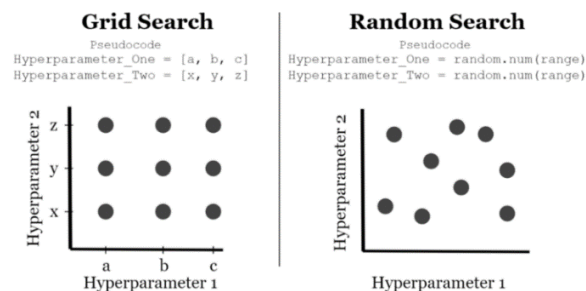 Grid Search
Pseudocode
Hyperparameter_One = [a, b, c]
Hyperparameter_Two = [x, y, z]
Hyperparameter 2
z
y
x
a b c
Hyperparameter 1
Random Search
Pseudocode
Hyperparameter_One = random.num(range)
Hyperparameter_Two = random.num(range)
Hyperparameter 2
Hyperparameter 1